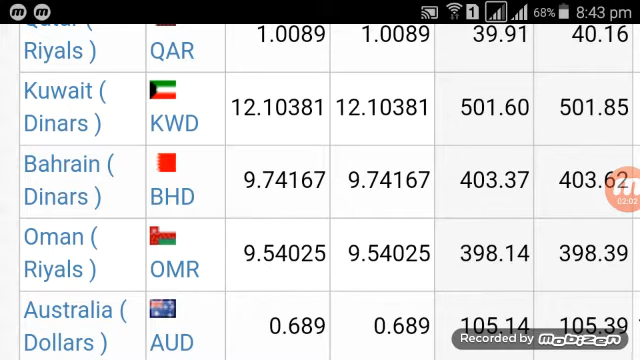 1 68% 8:43 pm
Qatar (
Riyals ) QAR 1.0089 1.0089 39.91 40.16
Kuwait (
Dinars ) KWD 12.10381 12.10381 501.60 501.85
Bahrain (
Dinars ) BHD 9.74167 9.74167 403.37 403.62
02:02
Oman (
Riyals ) OMR 9.54025 9.54025 398.14 398.39
Australia (
Dollars ) AUD 0.689 0.689 105.14 105.39
Recorded by mobizen